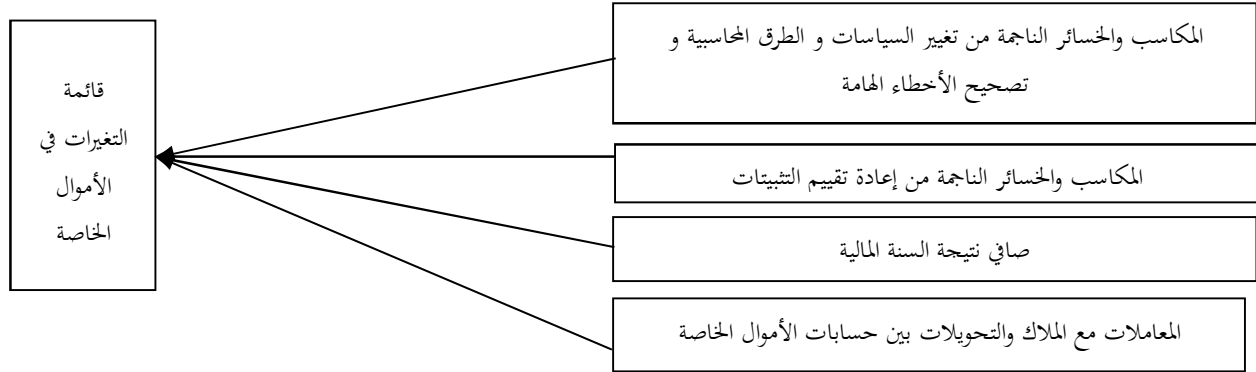 المكاسب والخسائر الناجمة من تغيير السياسات و الطرق المحاسبية و
تصحيح الأخطاء الهامة
قائمة
التغيرات في
الأموال
الخاصة
المكاسب والخسائر الناجمة من إعادة تقييم التثبيتات
صافي نتيجة السنة المالية
المعاملات مع الملاك والتحويلات بين حسابات الأموال الخاصة